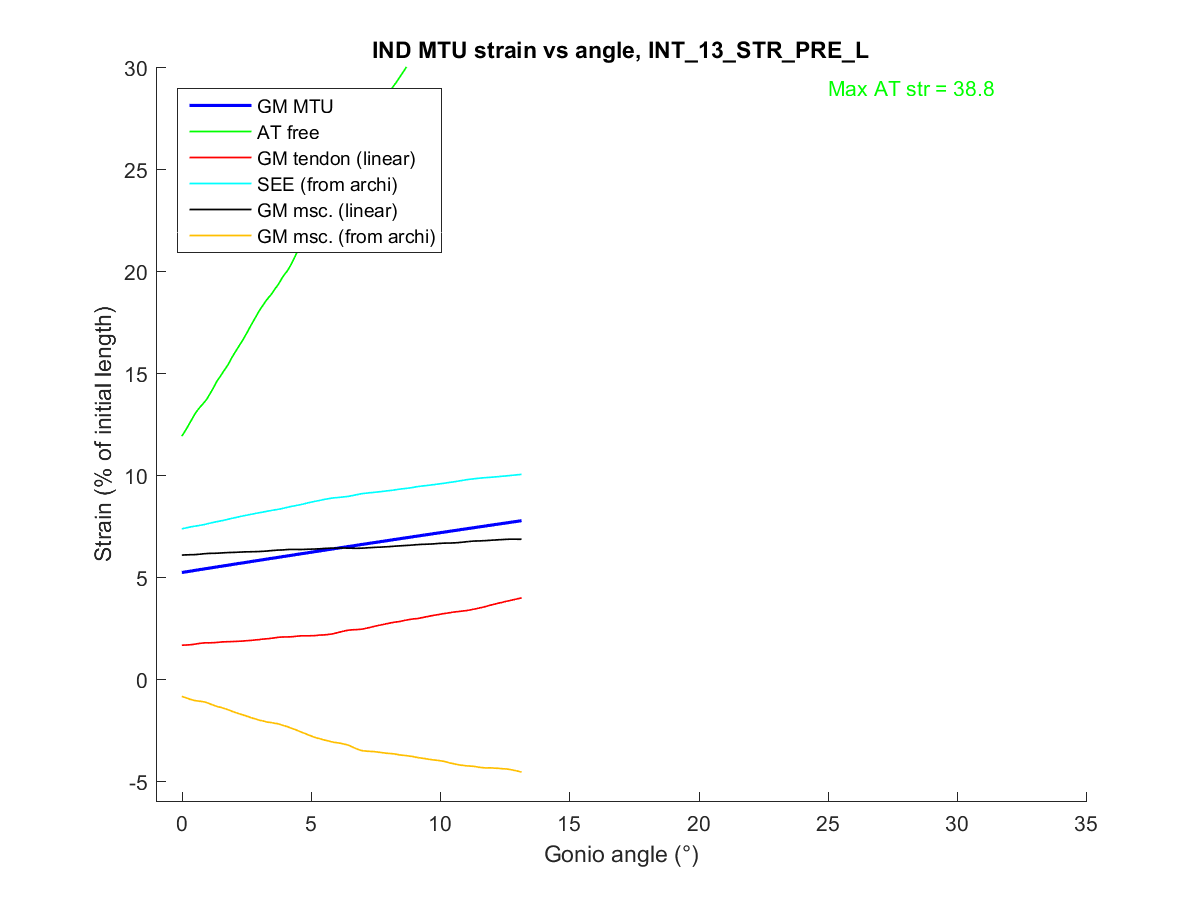 IND MTU strain vs angle, INT_13_STR_PRE_L
Max AT str = 38.8
GM MTU
AT free
GM tendon (linear)
SEE (from archi)
GM msc. (linear)
GM msc. (from archi)
Strain (% of initial length)
30
25
20
15
10
5
0
-5
0 5 10 15 20 25 30 35
Gonio angle (°)